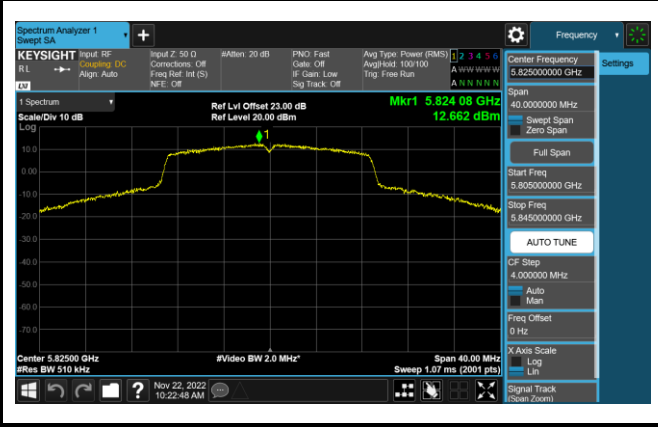 Spectrum Analyzer 1
Swept SA
Frequency
KEYSIGHT
RL
LXI
Input: RF
Coupling: DC
Align: Auto
Input Z: 50 Ω
Corrections: Off
Freq Ref: Int (S)
NFE: Off
#Atten: 20 dB
PNO: Fast
Gate: Off
IF Gain: Low
Sig Track: Off
Avg Type: Power (RMS)
Avg|Hold: 100/100
Trig: Free Run
1 2 3 4 5 6
A W W W W W
A N N N N N
1 Spectrum
Scale/Div 10 dB
Log
Ref Lvl Offset 23.00 dB
Ref Level 20.00 dBm
Mkr1 5.824 08 GHz
12.662 dBm
1
10.0
0.00
-10.0
-20.0
-30.0
-40.0
-50.0
-60.0
-70.0
Center 5.82500 GHz
#Res BW 510 kHz
#Video BW 2.0 MHz*
Span 40.00 MHz
Sweep 1.07 ms (2001 pts)
Nov 22, 2022
10:22:48 AM
Center Frequency
5.825000000 GHz
Settings
Span
40.0000000 MHz
Swept Span
Zero Span
Full Span
Start Freq
5.805000000 GHz
Stop Freq
5.845000000 GHz
AUTO TUNE
CF Step
4.000000 MHz
Auto
Man
Freq Offset
0 Hz
X Axis Scale
Log
Lin
Signal Track
(Span Zoom)